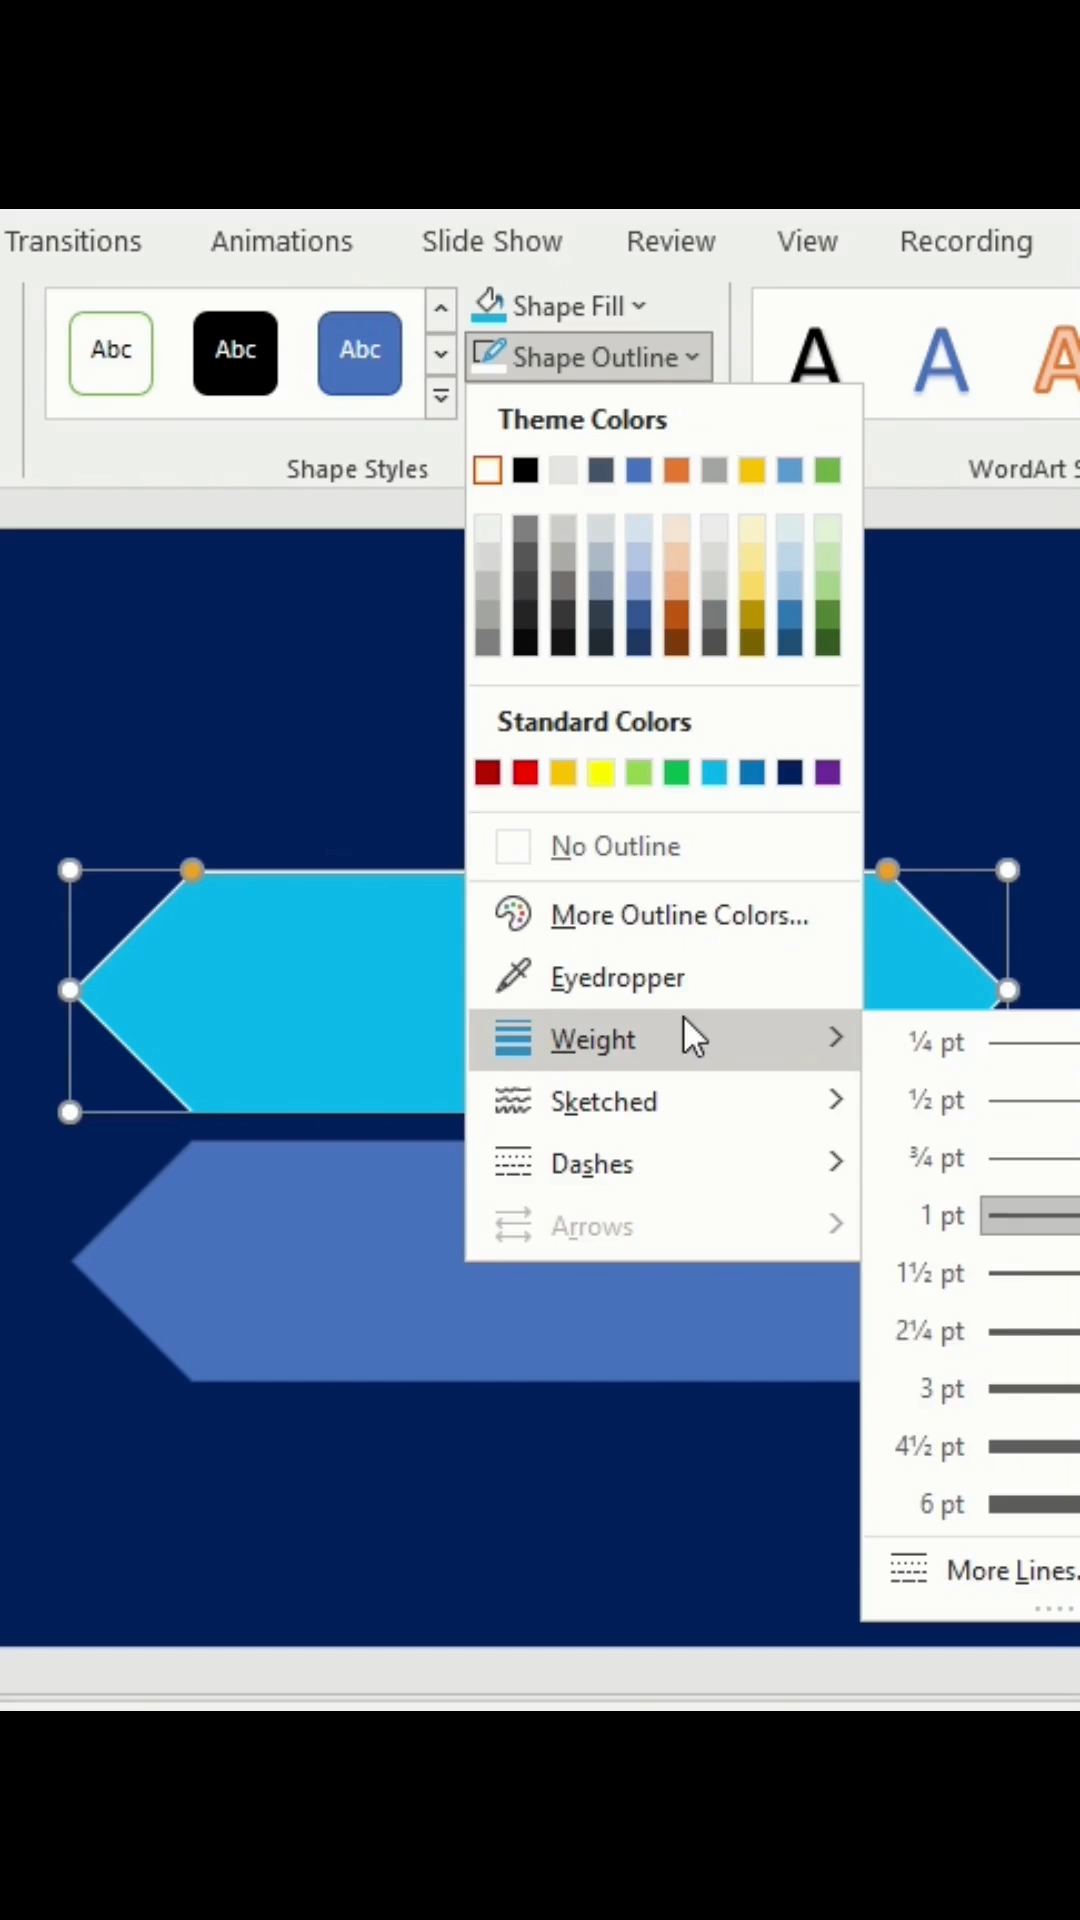 Transitions Animations Slide Show Review View Recording
Abc Abc Abc
Shape Fill
Shape Outline
A A A
Shape Styles
WordArt S
Theme Colors
Standard Colors
No Outline
More Outline Colors...
Eyedropper
Weight
Sketched
Dashes
Arrows
¼ pt
½ pt
¾ pt
1 pt
1½ pt
2¼ pt
3 pt
4½ pt
6 pt
More Lines.